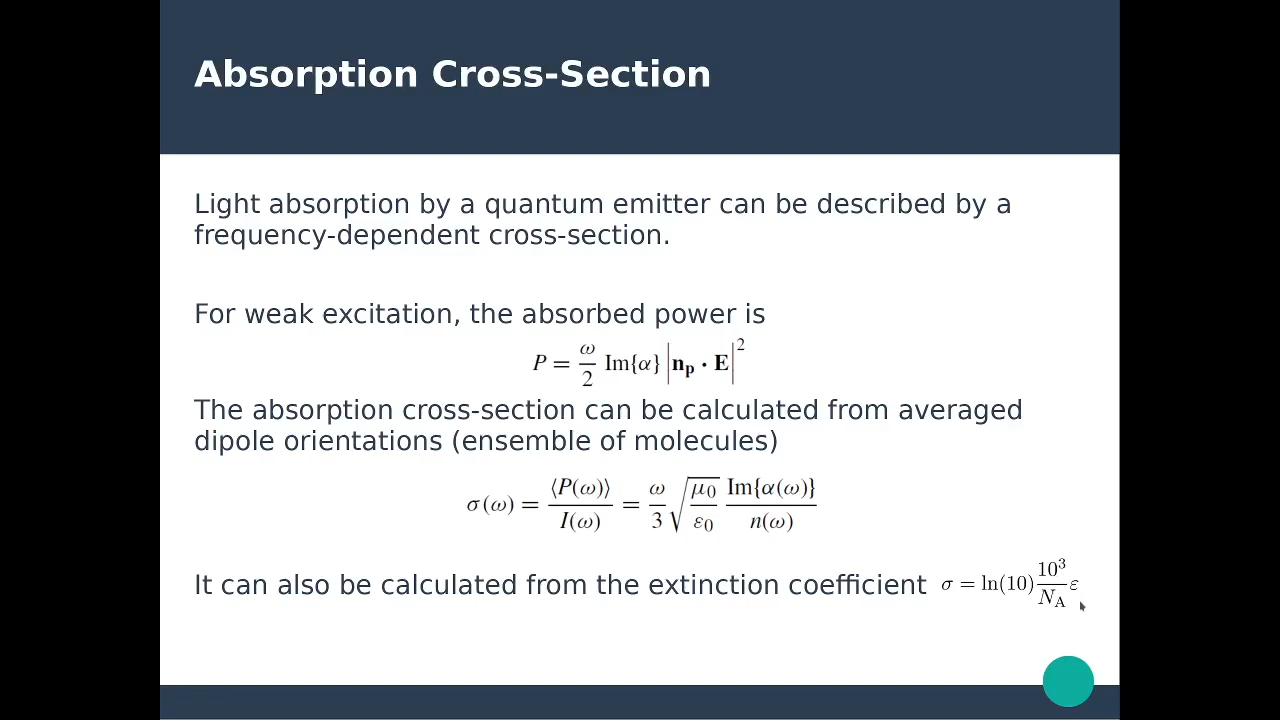 Absorption Cross-Section
Light absorption by a quantum emitter can be described by a
frequency-dependent cross-section.
For weak excitation, the absorbed power is
P = ω/2 Im{α} |n_p · E|²
The absorption cross-section can be calculated from averaged
dipole orientations (ensemble of molecules)
σ(ω) = ⟨P(ω)⟩/I(ω) = ω/3 √(μ₀/ε₀) Im{α(ω)}/n(ω)
It can also be calculated from the extinction coefficient σ = ln(10) 10³/N_A ε